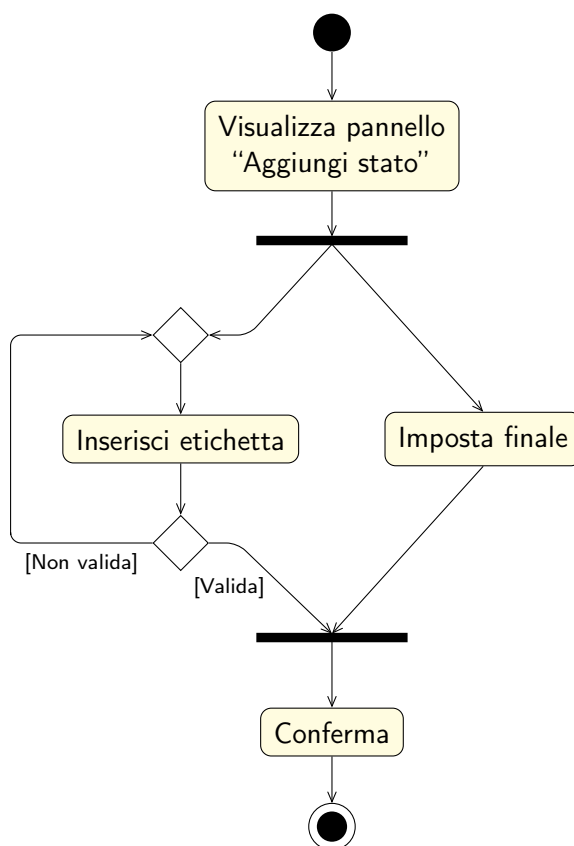 Visualizza pannello
“Aggiungi stato”
Inserisci etichetta
Imposta finale
[Non valida]
[Valida]
Conferma